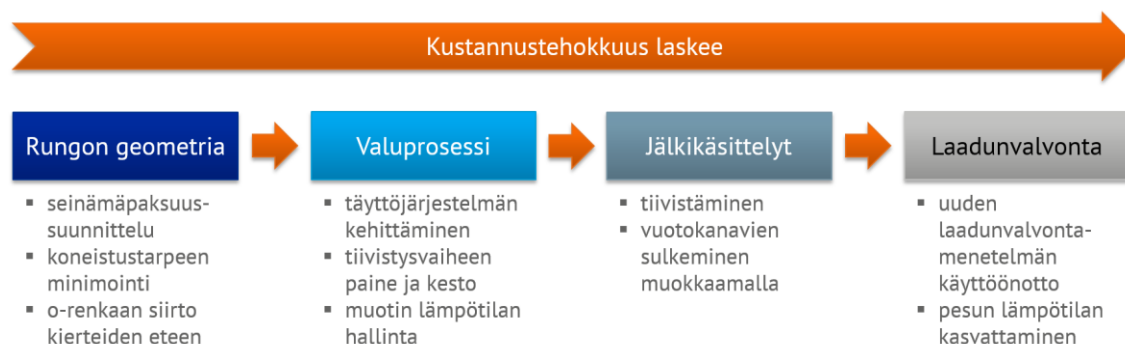 Kustannustehokkuus laskee
Rungon geometria
▪ seinämäpaksuus-
suunnittelu
▪ koneistustarpeen
minimointi
▪ o-renkaan siirto
kierteiden eteen
Valuprosessi
▪ täyttöjärjestelmän
kehittäminen
▪ tiivistysvaiheen
paine ja kesto
▪ muotin lämpötilan
hallinta
Jälkikäsittelyt
▪ tiivistäminen
▪ vuotokanavien
sulkeminen
muokkaamalla
Laadunvalvonta
▪ uuden
laadunvalvonta-
menetelmän
käyttöönotto
▪ pesun lämpötilan
kasvattaminen